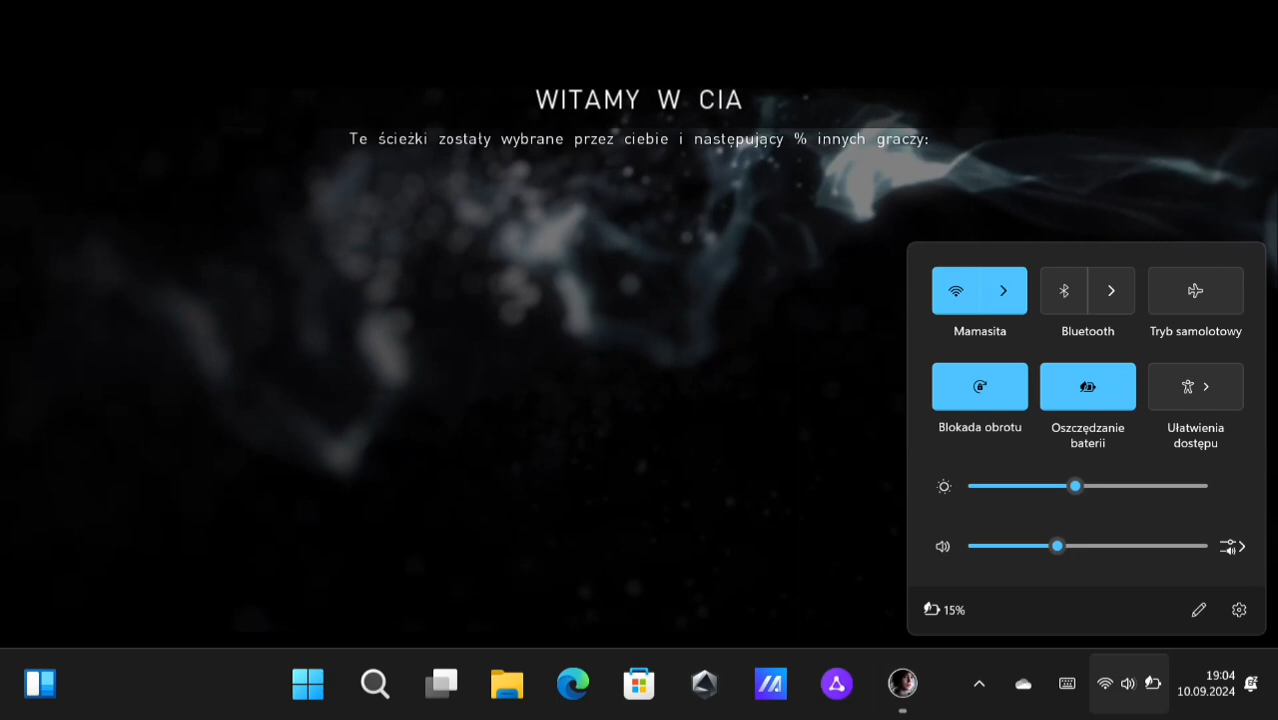 WITAMY W CIA
Te ścieżki zostały wybrane przez ciebie i następujący % innych graczy:
Mamasita
Bluetooth
Tryb samolotowy
Blokada obrotu
Oszczędzanie
baterii
Ułatwienia
dostępu
15%
19:04
10.09.2024